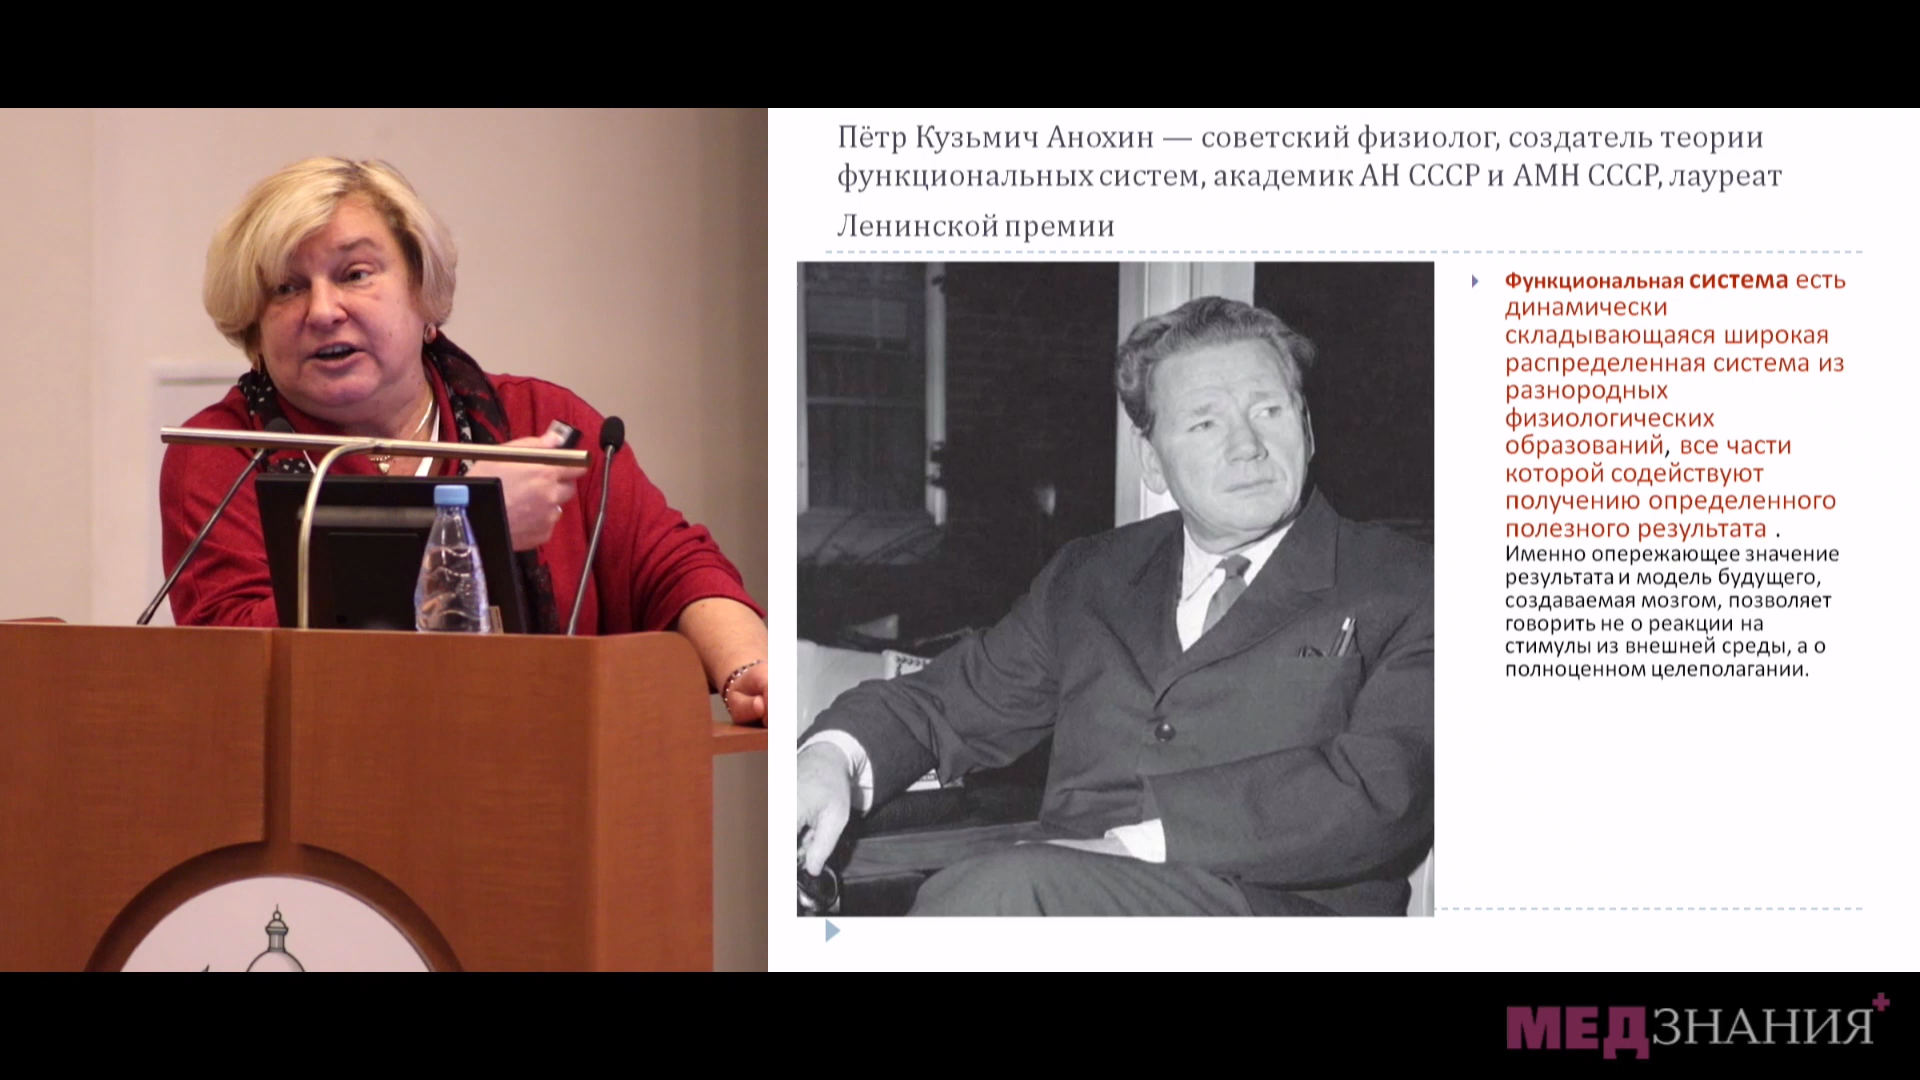 Пётр Кузьмич Анохин — советский физиолог, создатель теории
функциональных систем, академик АН СССР и АМН СССР, лауреат
Ленинской премии
Функциональная система есть
динамически
складывающаяся широкая
распределенная система из
разнородных
физиологических
образований, все части
которой содействуют
получению определенного
полезного результата .
Именно опережающее значение
результата и модель будущего,
создаваемая мозгом, позволяет
говорить не о реакции на
стимулы из внешней среды, а о
полноценном целеполагании.
МЕДЗНАНИЯ+